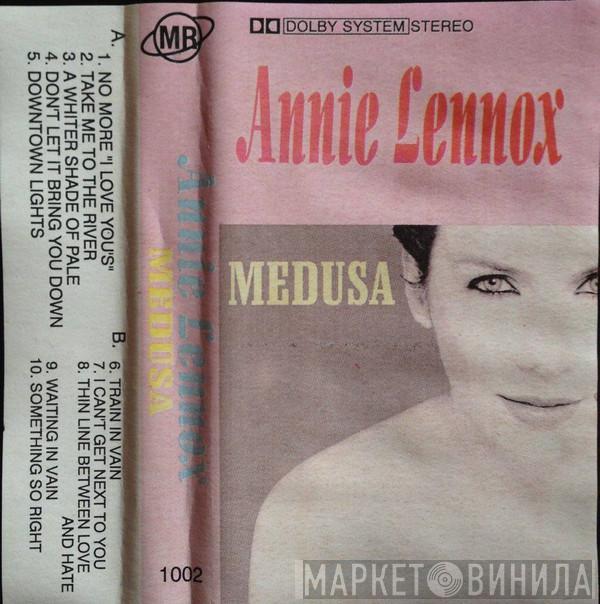 DOLBY SYSTEM STEREO
Annie Lennox
MEDUSA
MR
Annie Lennox
MEDUSA
1002
A.
1. NO MORE "I LOVE YOU'S"
2. TAKE ME TO THE RIVER
3. A WHITER SHADE OF PALE
4. DON'T LET IT BRING YOU DOWN
5. DOWNTOWN LIGHTS
B.
6. TRAIN IN VAIN
7. I CAN'T GET NEXT TO YOU
8. THIN LINE BETWEEN LOVE
AND HATE
9. WAITING IN VAIN
10. SOMETHING SO RIGHT
МАРКЕТ ВИНИЛА